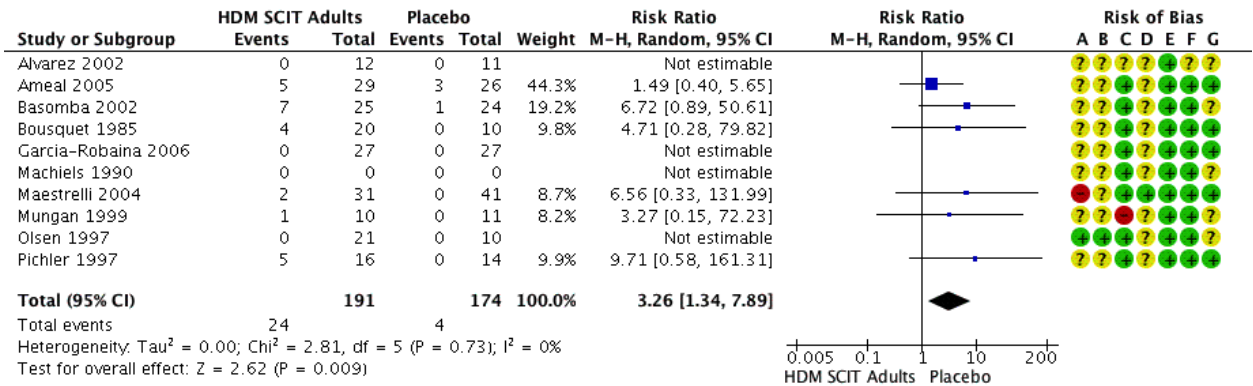 HDM SCIT Adults Placebo Risk Ratio Risk Ratio Risk of Bias
Study or Subgroup Events Total Events Total Weight M-H, Random, 95% CI M-H, Random, 95% CI A B C D E F G
Alvarez 2002 0 12 0 11 Not estimable ? ? ? ? + ? ?
Ameal 2005 5 29 3 26 44.3% 1.49 [0.40, 5.65] ? ? + ? + + +
Basomba 2002 7 25 1 24 19.2% 6.72 [0.89, 50.61] ? ? + ? + + ?
Bousquet 1985 4 20 0 10 9.8% 4.71 [0.28, 79.82] ? ? + ? + + +
Garcia-Robaina 2006 0 27 0 27 Not estimable ? ? + ? + + +
Machiels 1990 0 0 0 0 Not estimable ? ? + ? + + ?
Maestrelli 2004 2 31 0 41 8.7% 6.56 [0.33, 131.99] - ? + + + + +
Mungan 1999 1 10 0 11 8.2% 3.27 [0.15, 72.23] ? ? - ? + + ?
Olsen 1997 0 21 0 10 Not estimable + + + ? + + ?
Pichler 1997 5 16 0 14 9.9% 9.71 [0.58, 161.31] ? ? + ? + + +
Total (95% CI) 191 174 100.0% 3.26 [1.34, 7.89]
Total events 24 4
Heterogeneity: Tau² = 0.00; Chi² = 2.81, df = 5 (P = 0.73); I² = 0%
Test for overall effect: Z = 2.62 (P = 0.009)
0.005 0.1 1 10 200
HDM SCIT Adults Placebo